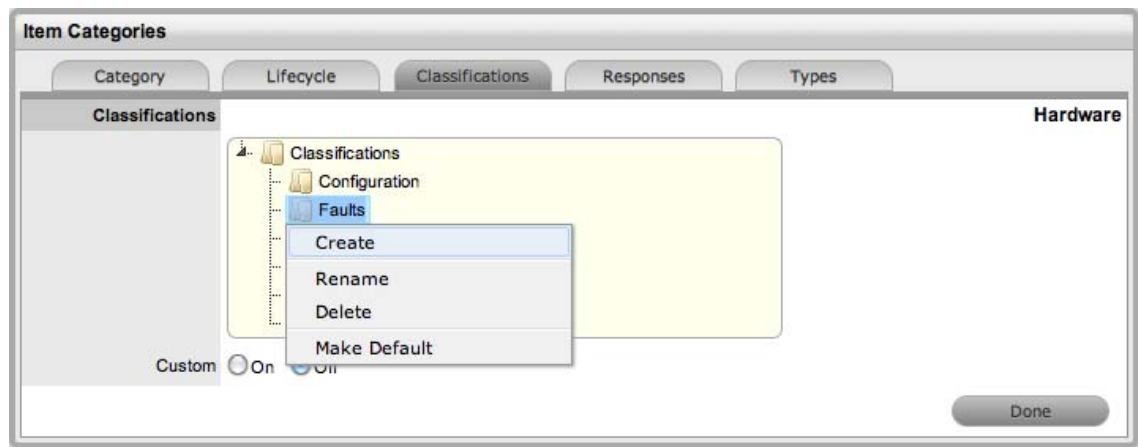 Item Categories
Category Lifecycle Classifications Responses Types
Classifications Hardware
Classifications
Configuration
Faults
Create
Rename
Delete
Make Default
Custom On Off
Done